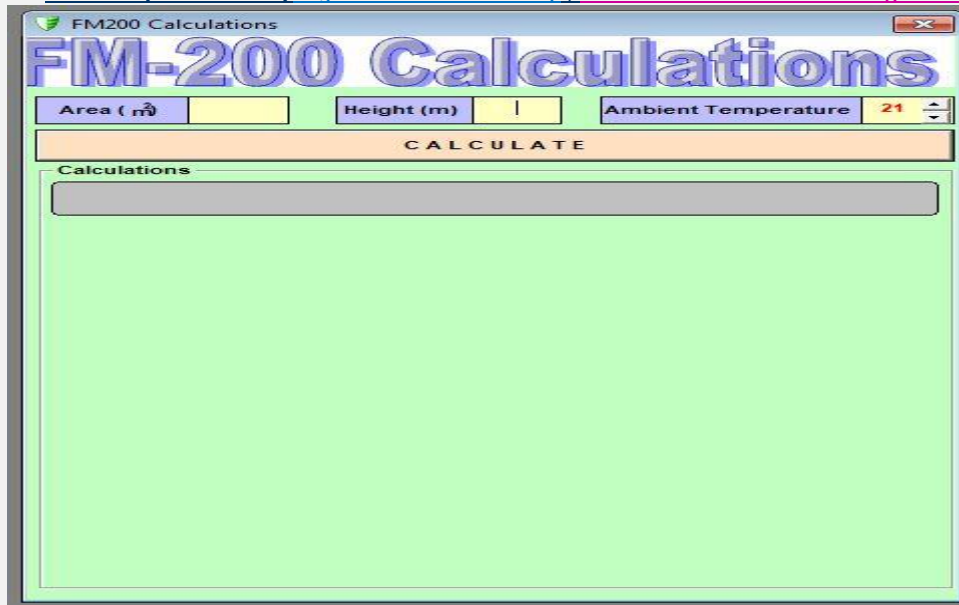 FM200 Calculations
FM-200 Calculations
Area ( m²) Height (m) Ambient Temperature 21
CALCULATE
Calculations